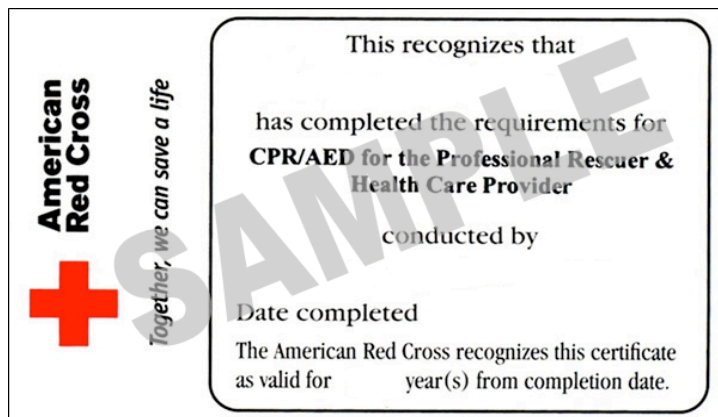 American
Red Cross
Together, we can save a life
This recognizes that
has completed the requirements for
CPR/AED for the Professional Rescuer &
Health Care Provider
conducted by
Date completed
The American Red Cross recognizes this certificate
as valid for year(s) from completion date.
SAMPLE